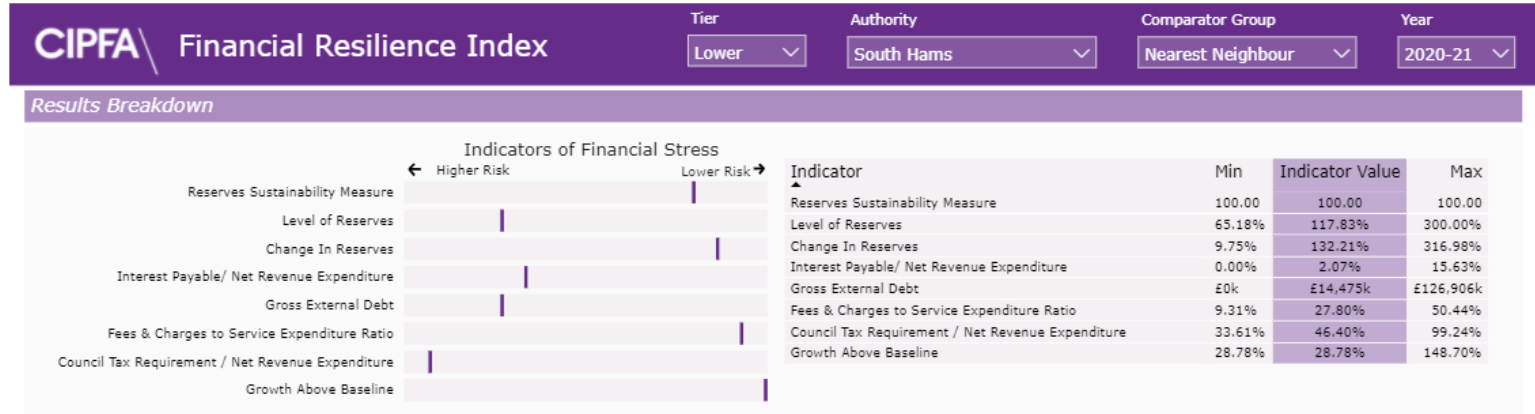 CIPFA\ Financial Resilience Index
Tier
Lower
Authority
South Hams
Comparator Group
Nearest Neighbour
Year
2020-21
Results Breakdown
Indicators of Financial Stress
← Higher Risk Lower Risk →
Reserves Sustainability Measure
Level of Reserves
Change In Reserves
Interest Payable/ Net Revenue Expenditure
Gross External Debt
Fees & Charges to Service Expenditure Ratio
Council Tax Requirement / Net Revenue Expenditure
Growth Above Baseline
Indicator Min Indicator Value Max
Reserves Sustainability Measure 100.00 100.00 100.00
Level of Reserves 65.18% 117.83% 300.00%
Change In Reserves 9.75% 132.21% 316.98%
Interest Payable/ Net Revenue Expenditure 0.00% 2.07% 15.63%
Gross External Debt £0k £14,475k £126,906k
Fees & Charges to Service Expenditure Ratio 9.31% 27.80% 50.44%
Council Tax Requirement / Net Revenue Expenditure 33.61% 46.40% 99.24%
Growth Above Baseline 28.78% 28.78% 148.70%